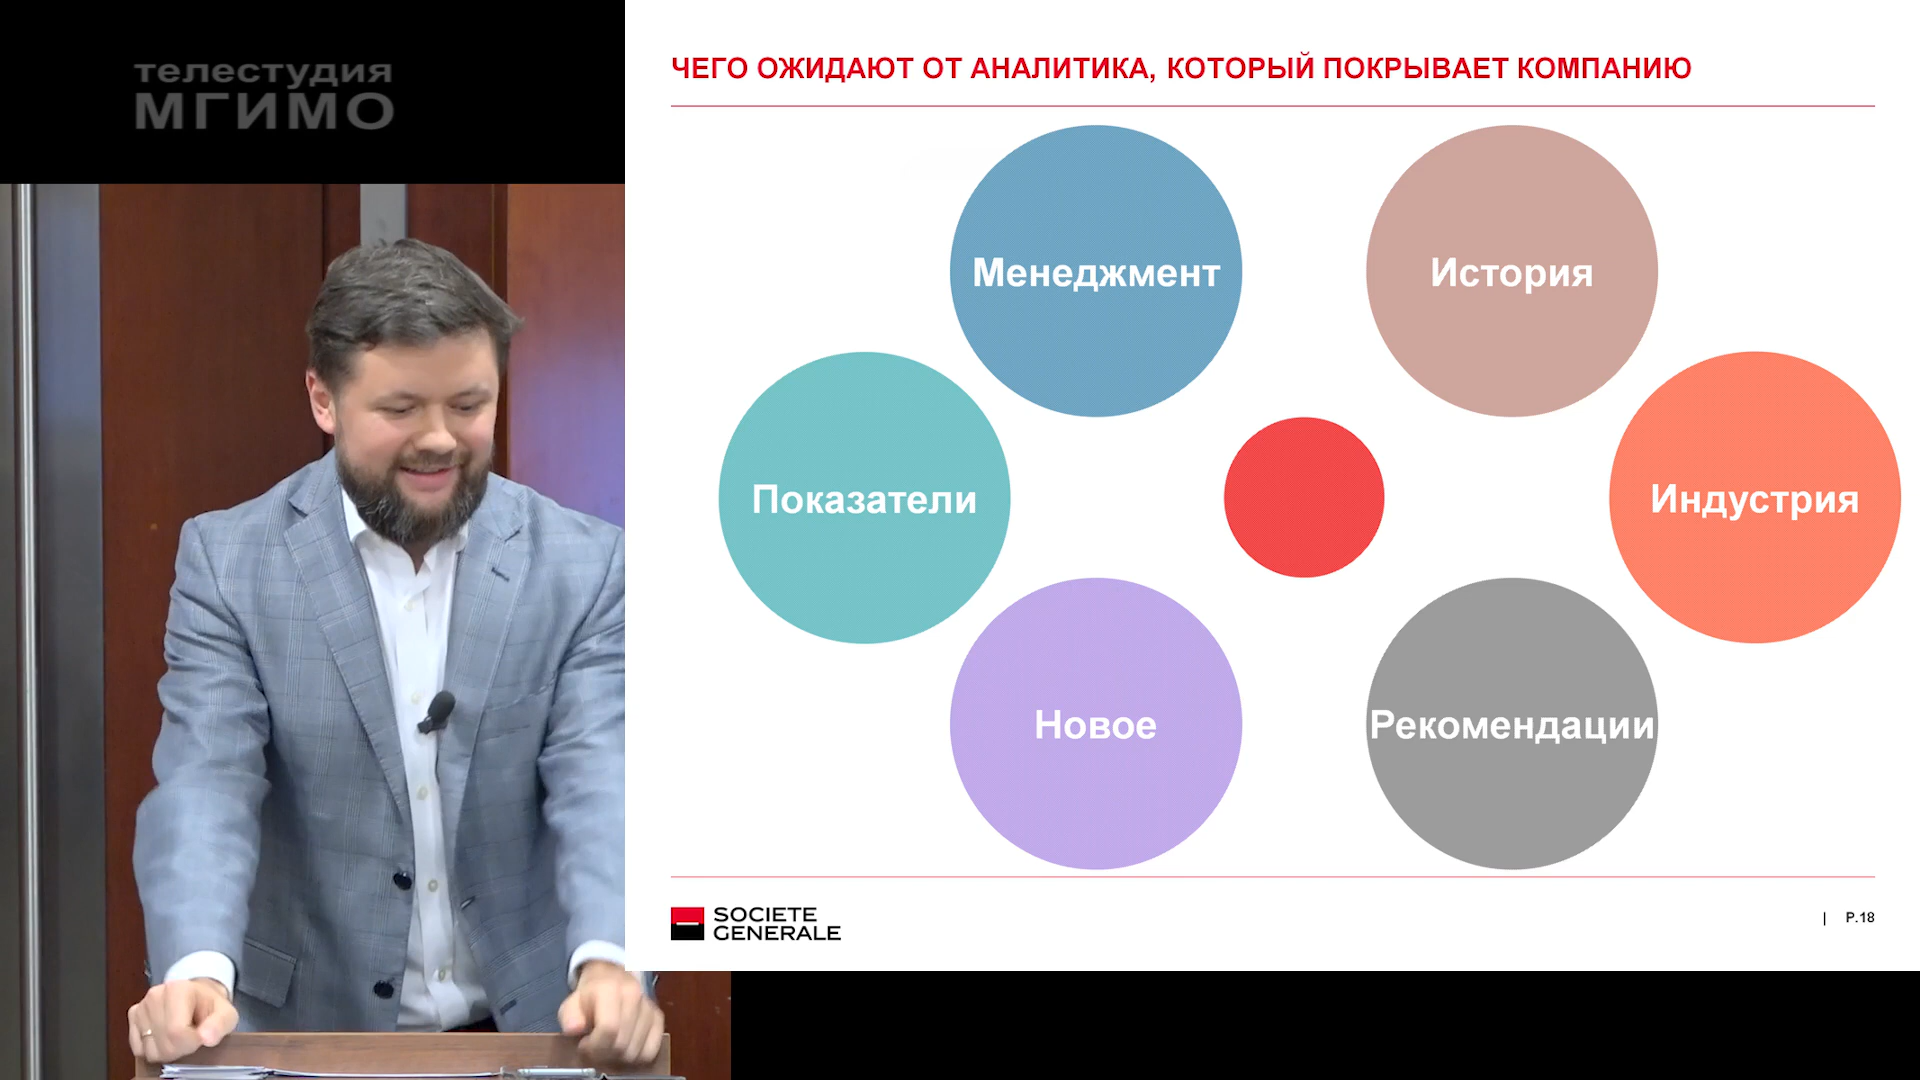 телестудия
МГИМО
ЧЕГО ОЖИДАЮТ ОТ АНАЛИТИКА, КОТОРЫЙ ПОКРЫВАЕТ КОМПАНИЮ
Менеджмент
История
Показатели
Индустрия
Новое
Рекомендации
SOCIETE
GENERALE
| P.18